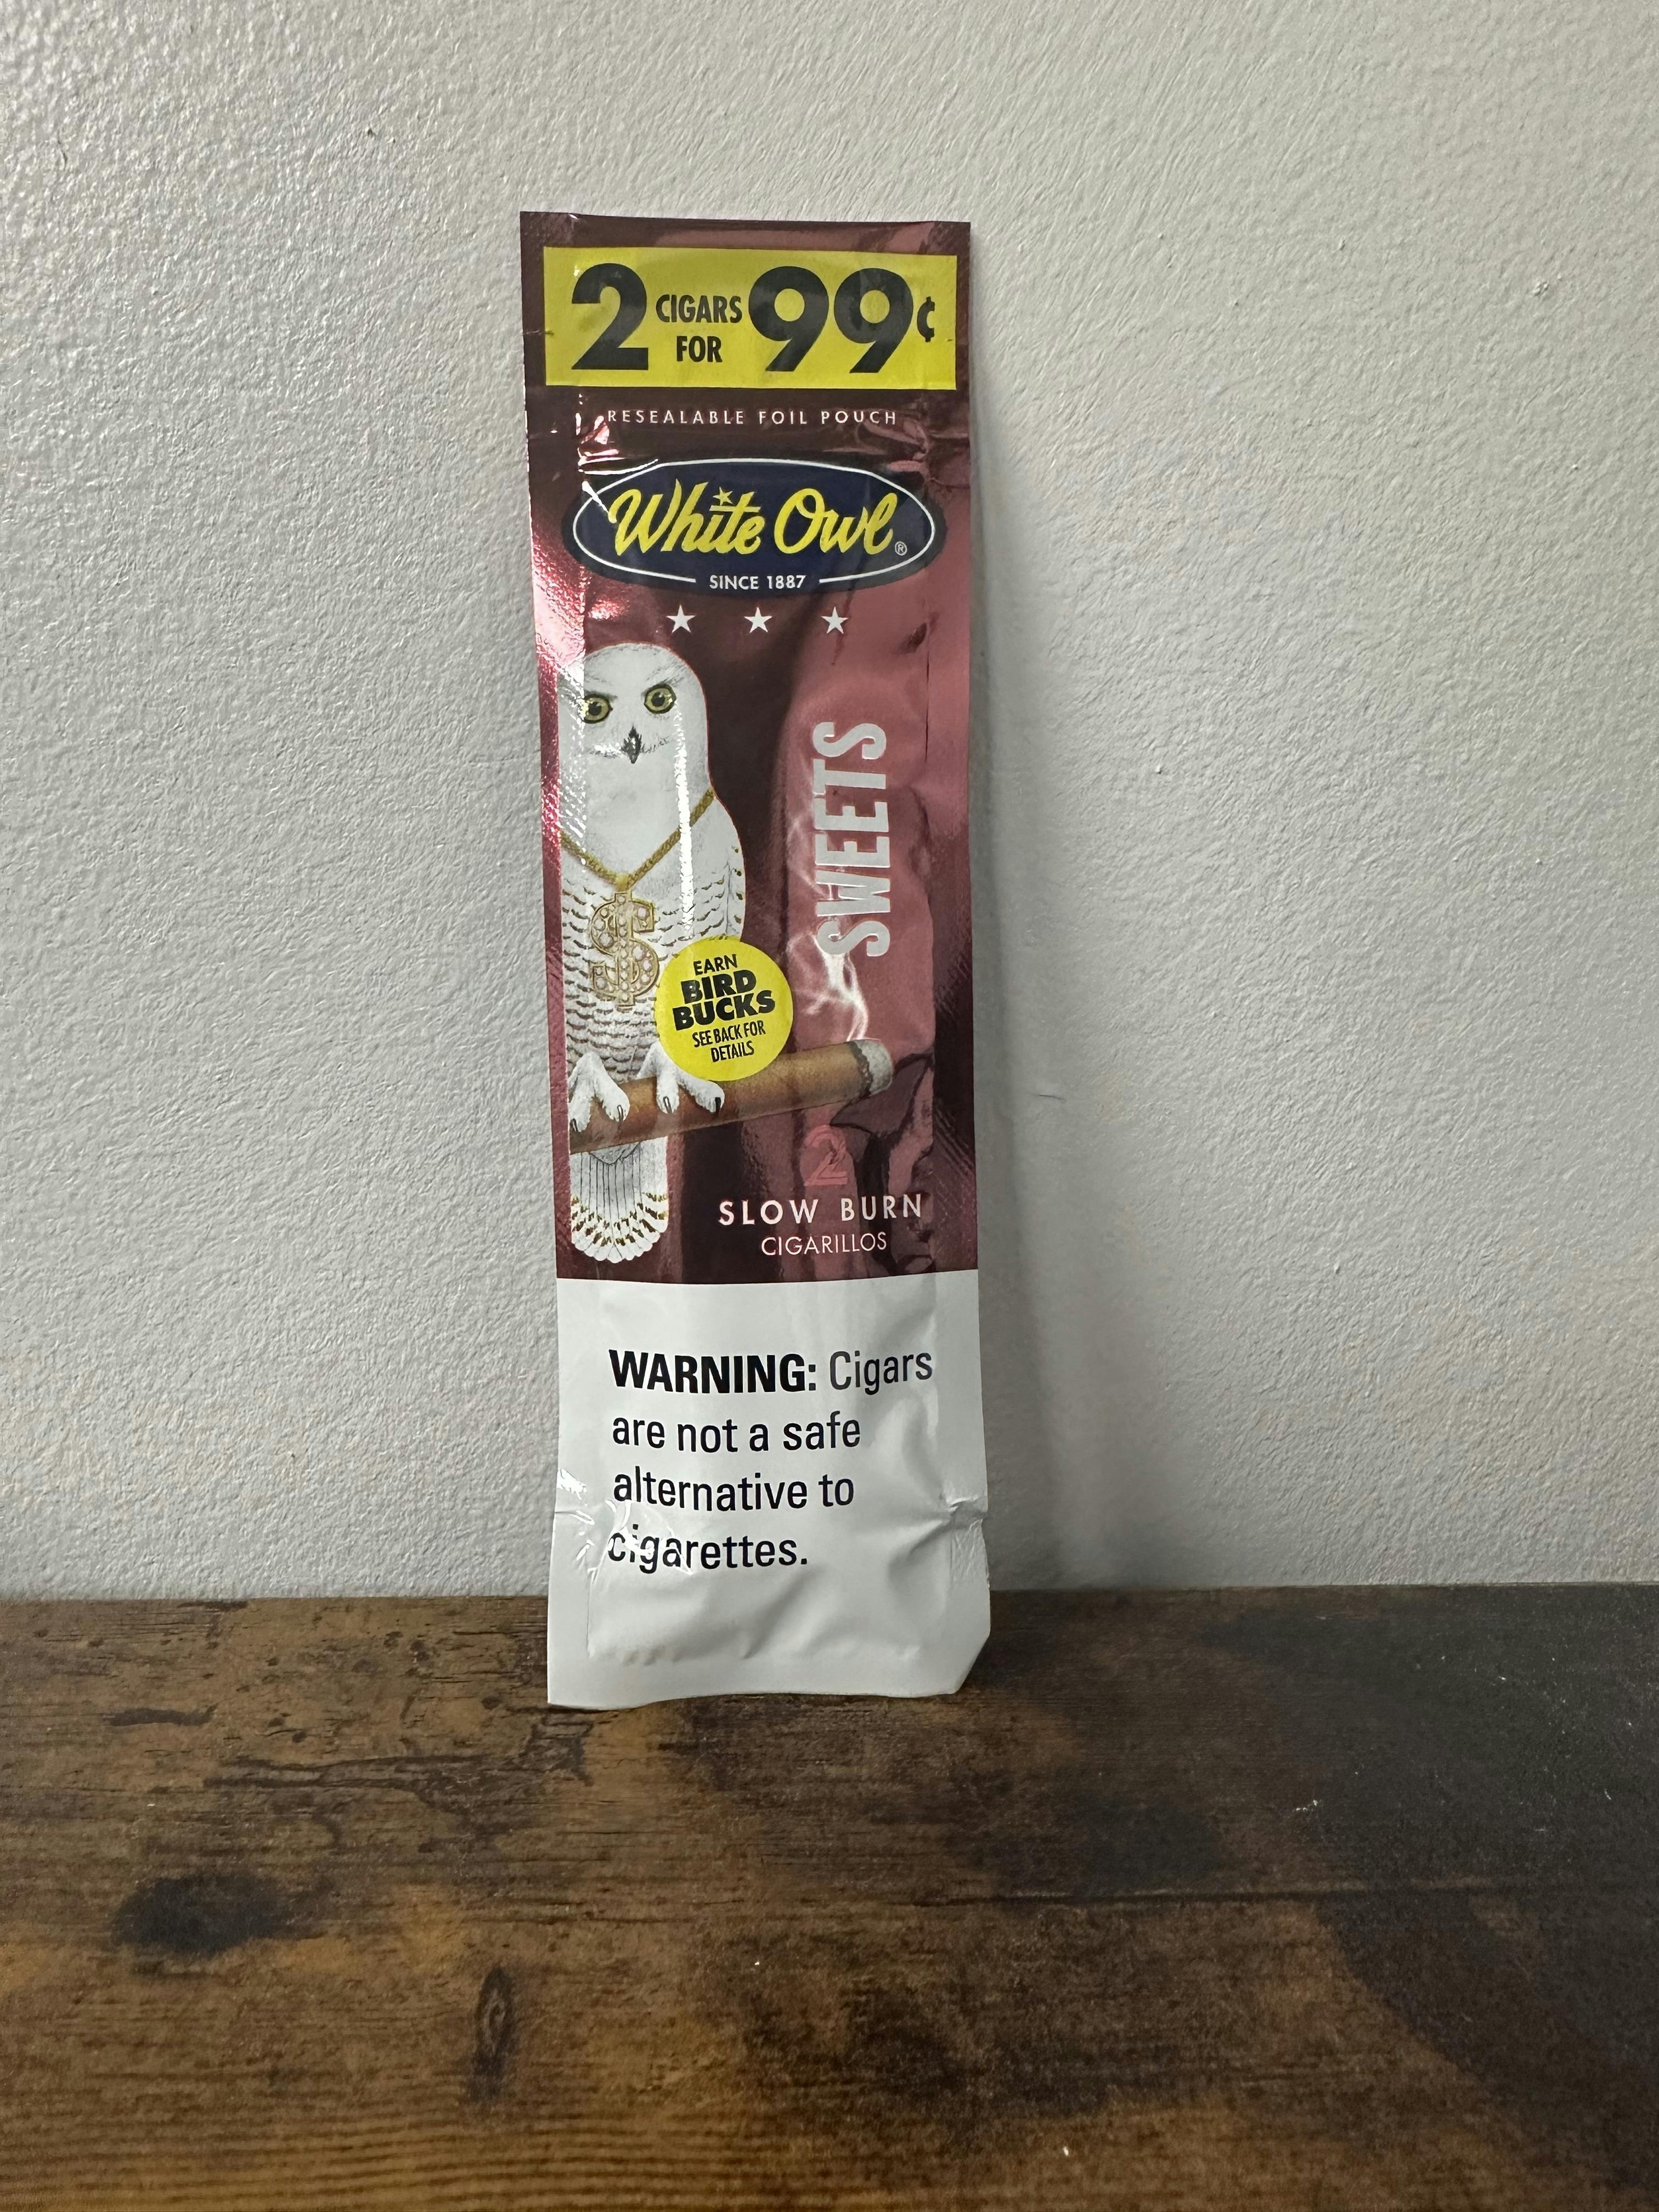 2 CIGARS FOR 99¢
RESEALABLE FOIL POUCH
White Owl®
SINCE 1887
SWEETS
$
EARN
BIRD
BUCKS
SEE BACK FOR
DETAILS
2
SLOW BURN
CIGARILLOS
WARNING: Cigars
are not a safe
alternative to
cigarettes.